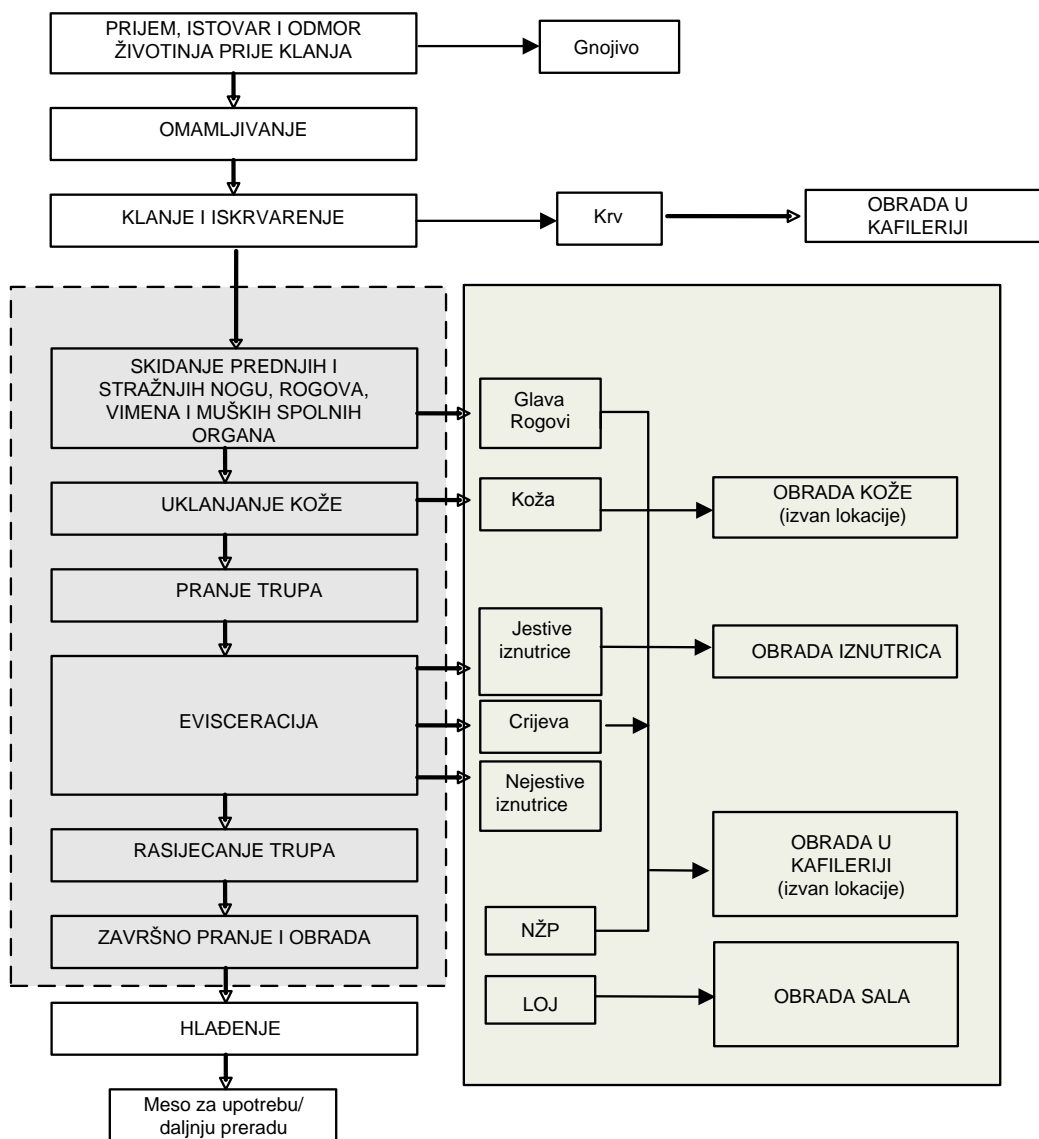 PRIJEM, ISTOVAR I ODMOR
ŽIVOTINJA PRIJE KLANJA
Gnojivo
OMAMLJIVANJE
KLANJE I ISKRVARENJE
Krv
OBRADA U
KAFILERIJI
SKIDANJE PREDNJIH I
STRAŽNJIH NOGU, ROGOVA,
VIMENA I MUŠKIH SPOLNIH
ORGANA
Glava
Rogovi
UKLANJANJE KOŽE
Koža
OBRADA KOŽE
(izvan lokacije)
PRANJE TRUPA
Jestive
iznutrice
OBRADA IZNUTRICA
EVISCERACIJA
Crijeva
Nejestive
iznutrice
RASIJECANJE TRUPA
OBRADA U
KAFILERIJI
(izvan lokacije)
ZAVRŠNO PRANJE I OBRADA
NŽP
LOJ
OBRADA SALA
HLAĐENJE
Meso za upotrebu/
daljnju preradu